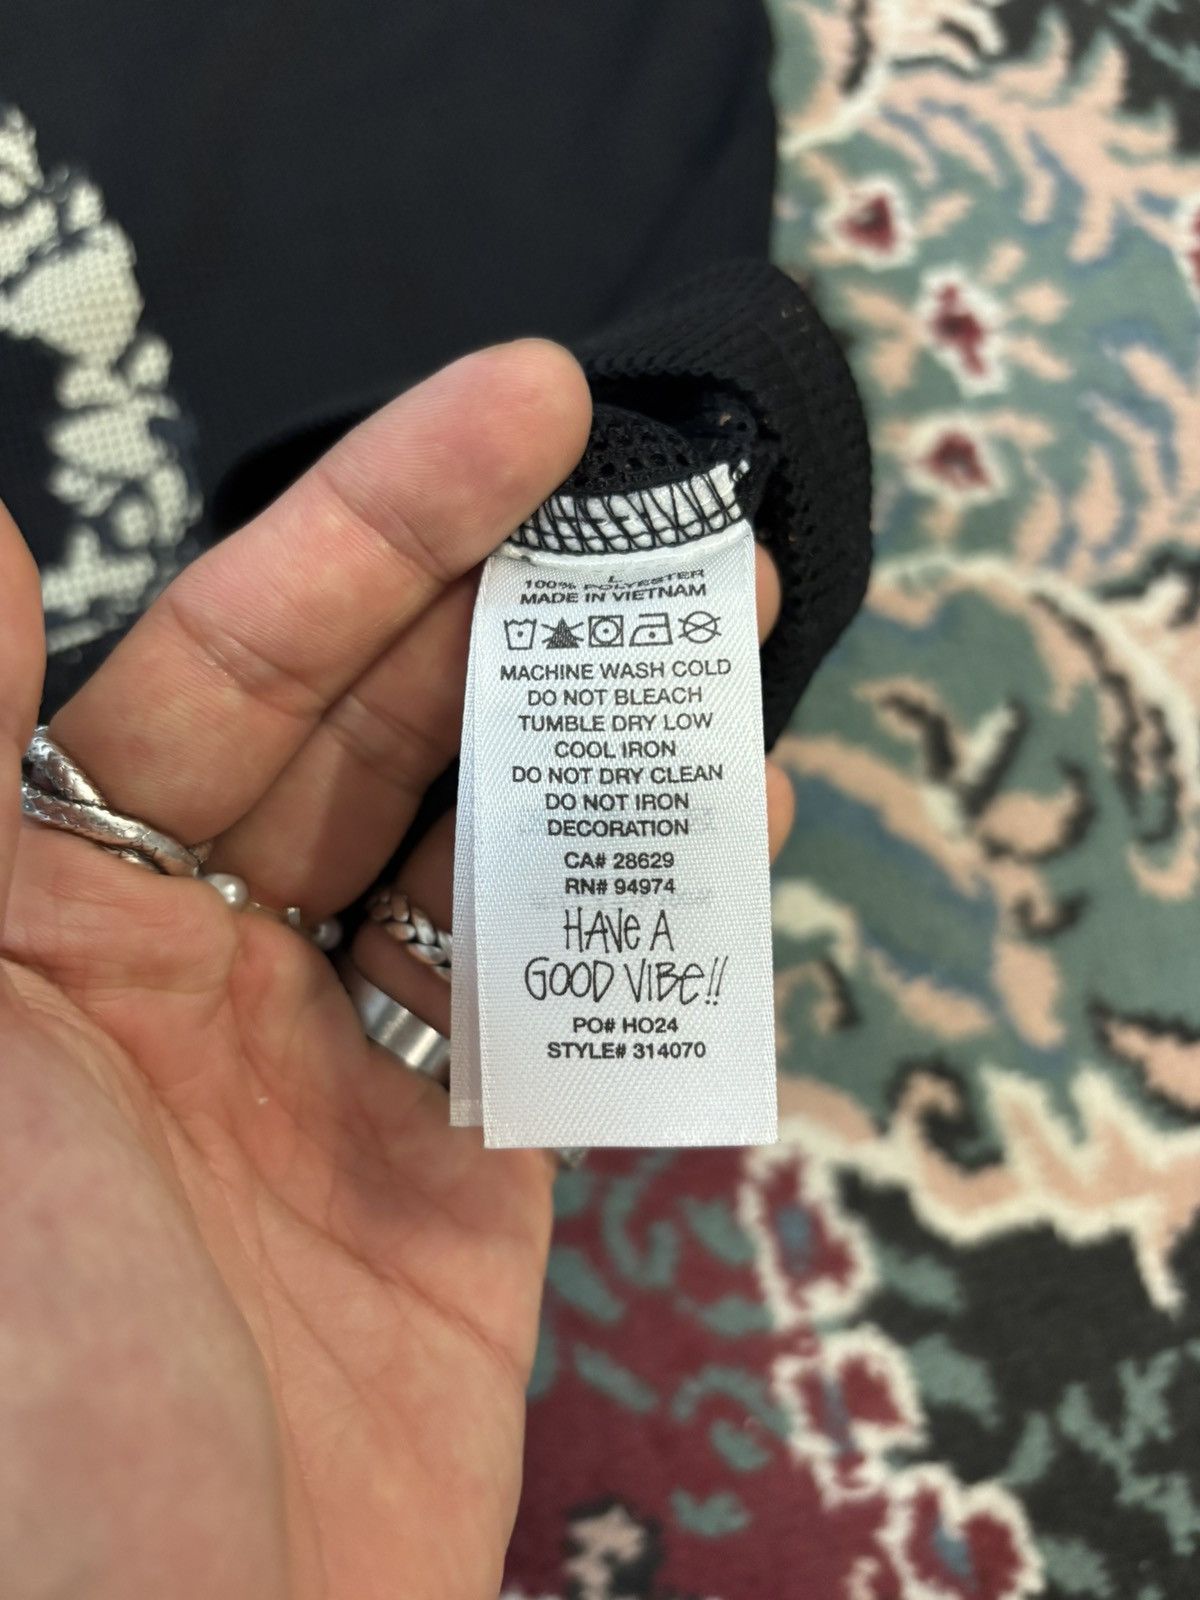 L
100% POLYESTER
MADE IN VIETNAM
MACHINE WASH COLD
DO NOT BLEACH
TUMBLE DRY LOW
COOL IRON
DO NOT DRY CLEAN
DO NOT IRON
DECORATION
CA# 28629
RN# 94974
HAVE A
GOOD VIBE!!
PO# HO24
STYLE# 314070